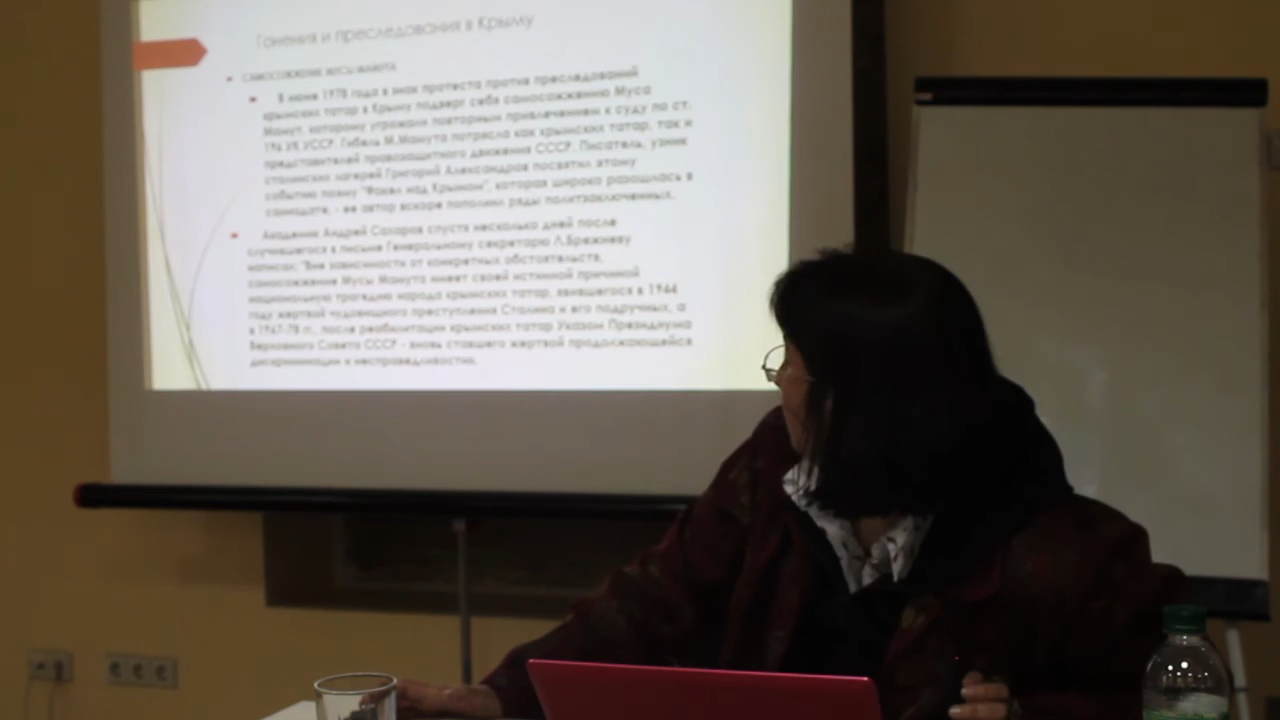 Гонения и преследования в Крыму
САМОСОЖЖЕНИЕ МУСЫ МАМУТА
В июне 1978 года в знак протеста против преследований
крымских татар в Крыму подверг себя самосожжению Муса
Мамут, которому угрожали повторным привлечением к суду по ст.
196 УК УССР. Гибель М.Мамута потрясла как крымских татар, так и
представителей правозащитного движения СССР. Писатель, узник
сталинских лагерей Григорий Александров посвятил этому
событию поэму "Факел над Крымом", которая широко разошлась в
самиздате, - ее автор вскоре пополнил ряды политзаключенных.
Академик Андрей Сахаров спустя несколько дней после
случившегося в письме Генеральному секретарю Л.Брежневу
написал: "Вне зависимости от конкретных обстоятельств,
самосожжение Мусы Мамута имеет своей истинной причиной
национальную трагедию народа крымских татар, явившегося в 1944
году жертвой чудовищного преступления Сталина и его подручных, а
в 1967-78 гг. после реабилитации крымских татар Указом Президиума
Верховного Совета СССР - вновь ставшего жертвой продолжающейся
дискриминации и несправедливости.